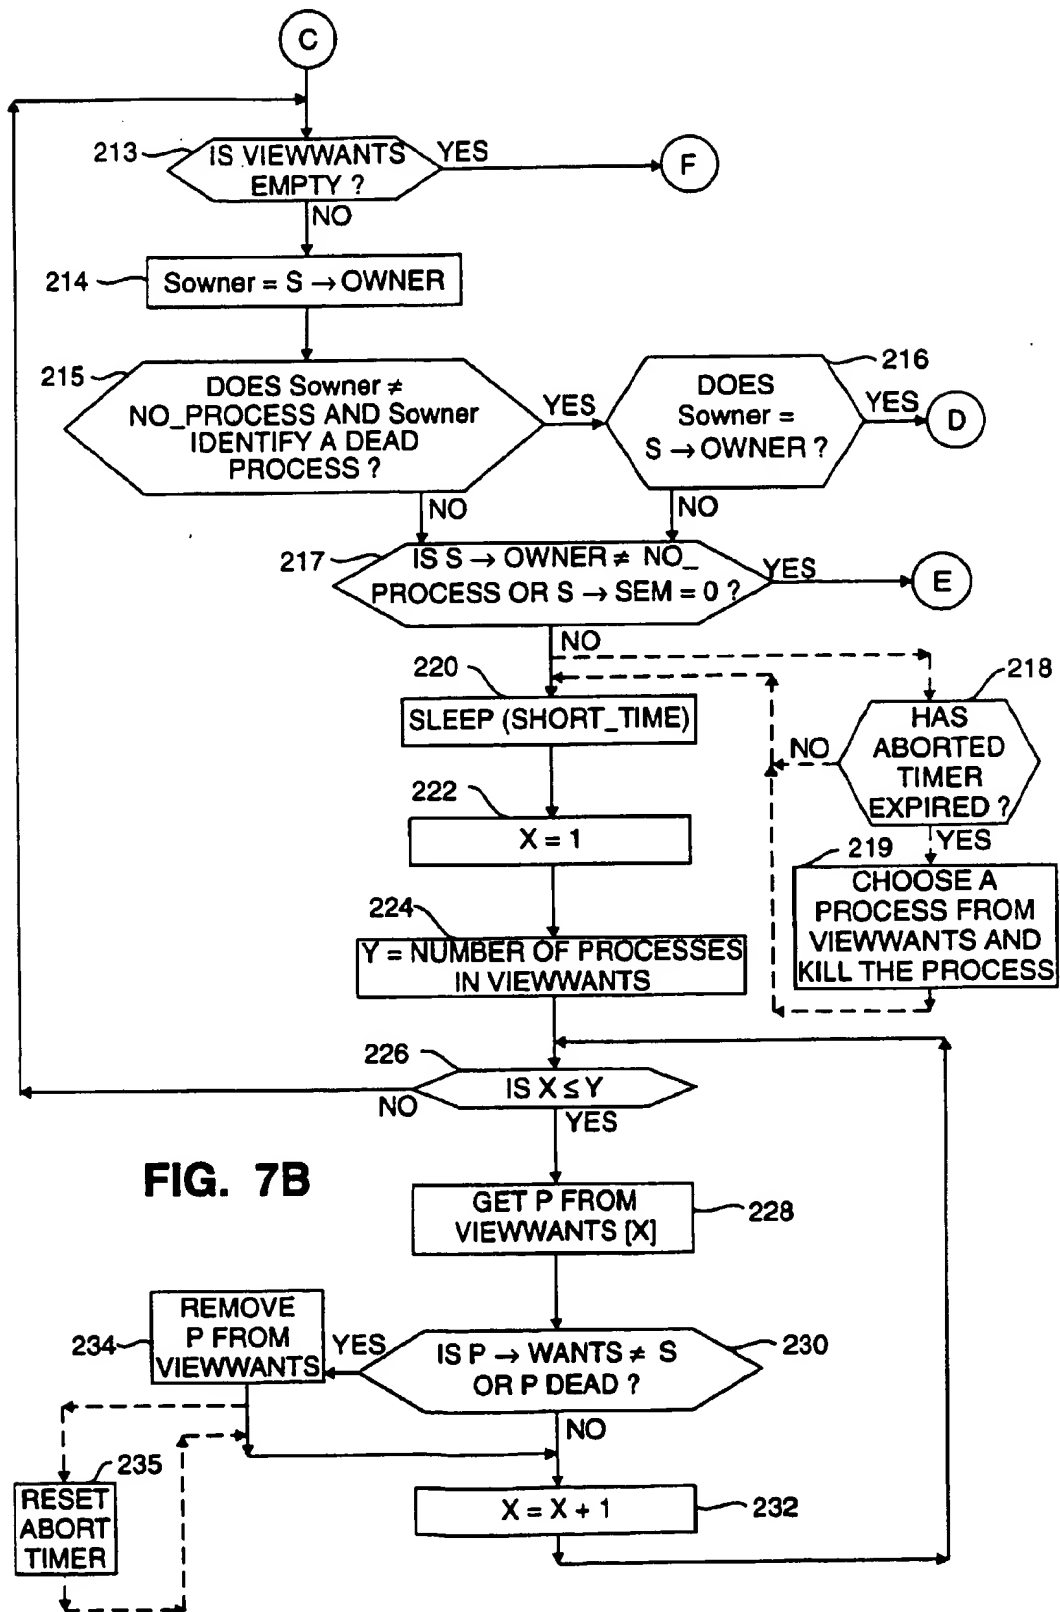 C
213
IS VIEWWANTS
EMPTY ?
YES
F
NO
214
Sowner = S → OWNER
215
DOES Sowner ≠
NO_PROCESS AND Sowner
IDENTIFY A DEAD
PROCESS ?
YES
216
DOES
Sowner =
S → OWNER ?
YES
D
NO
NO
217
IS S → OWNER ≠ NO_
PROCESS OR S → SEM = 0 ?
YES
E
NO
220
SLEEP (SHORT_TIME)
218
HAS
ABORTED
TIMER
EXPIRED ?
NO
YES
222
X = 1
219
CHOOSE A
PROCESS FROM
VIEWWANTS AND
KILL THE PROCESS
224
Y = NUMBER OF PROCESSES
IN VIEWWANTS
226
IS X ≤ Y
NO
YES
FIG. 7B
GET P FROM
VIEWWANTS [X]
228
234
REMOVE
P FROM
VIEWWANTS
YES
IS P → WANTS ≠ S
OR P DEAD ?
230
NO
235
RESET
ABORT
TIMER
X = X + 1
232